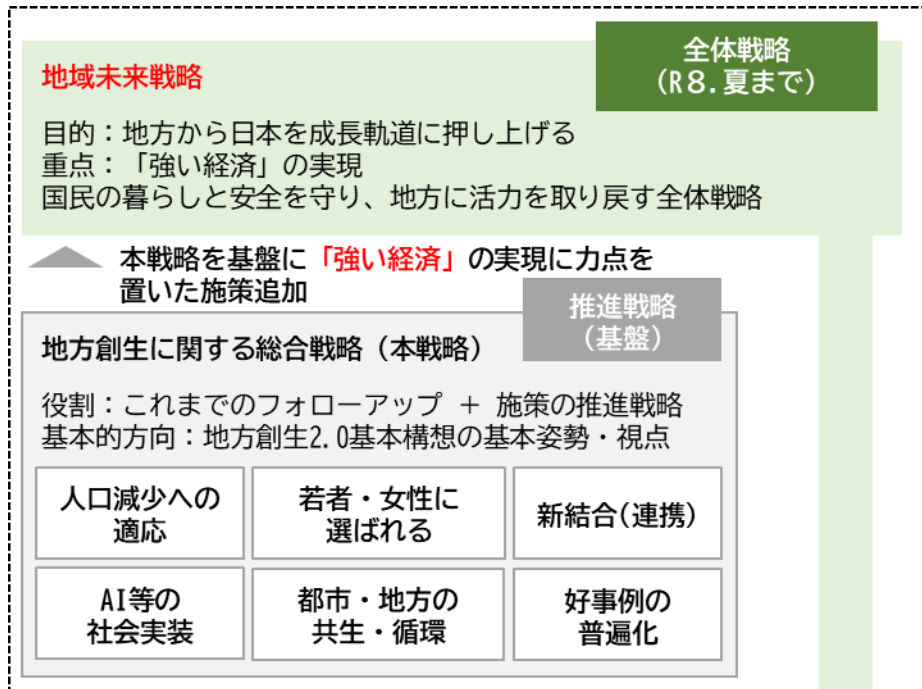 全体戦略
(R8.夏まで)
地域未来戦略
目的：地方から日本を成長軌道に押し上げる
重点：「強い経済」の実現
国民の暮らしと安全を守り、地方に活力を取り戻す全体戦略
本戦略を基盤に「強い経済」の実現に力点を
置いた施策追加
推進戦略
(基盤)
地方創生に関する総合戦略（本戦略）
役割：これまでのフォローアップ ＋ 施策の推進戦略
基本的方向：地方創生2.0基本構想の基本姿勢・視点
人口減少への
適応
若者・女性に
選ばれる
新結合(連携)
AI等の
社会実装
都市・地方の
共生・循環
好事例の
普遍化